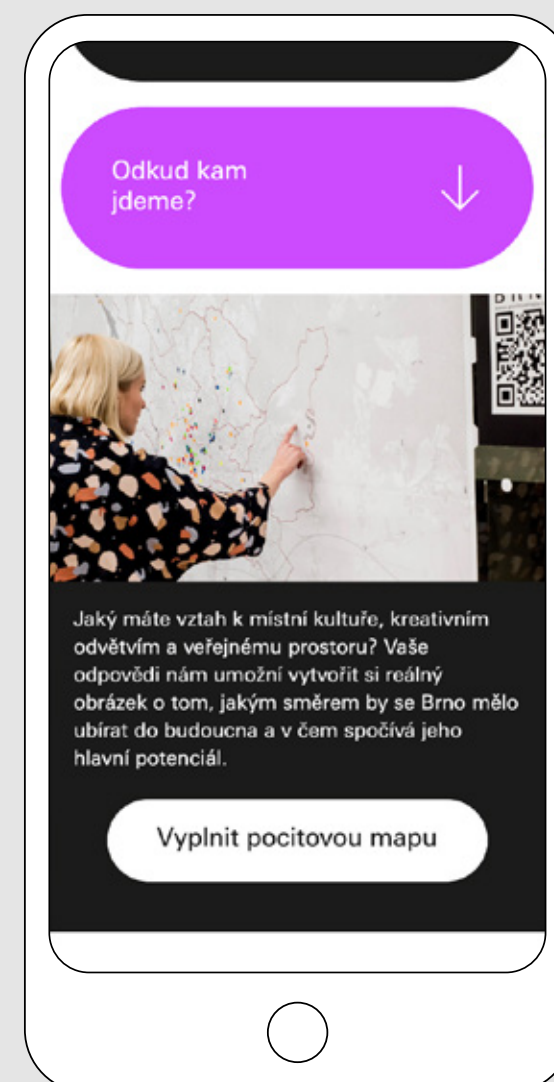 Odkud kam
jdeme?
Jaký máte vztah k místní kultuře, kreativním
odvětvím a veřejnému prostoru? Vaše
odpovědi nám umožní vytvořit si reálný
obrázek o tom, jakým směrem by se Brno mělo
ubírat do budoucna a v čem spočívá jeho
hlavní potenciál.
Vyplnit pocitovou mapu